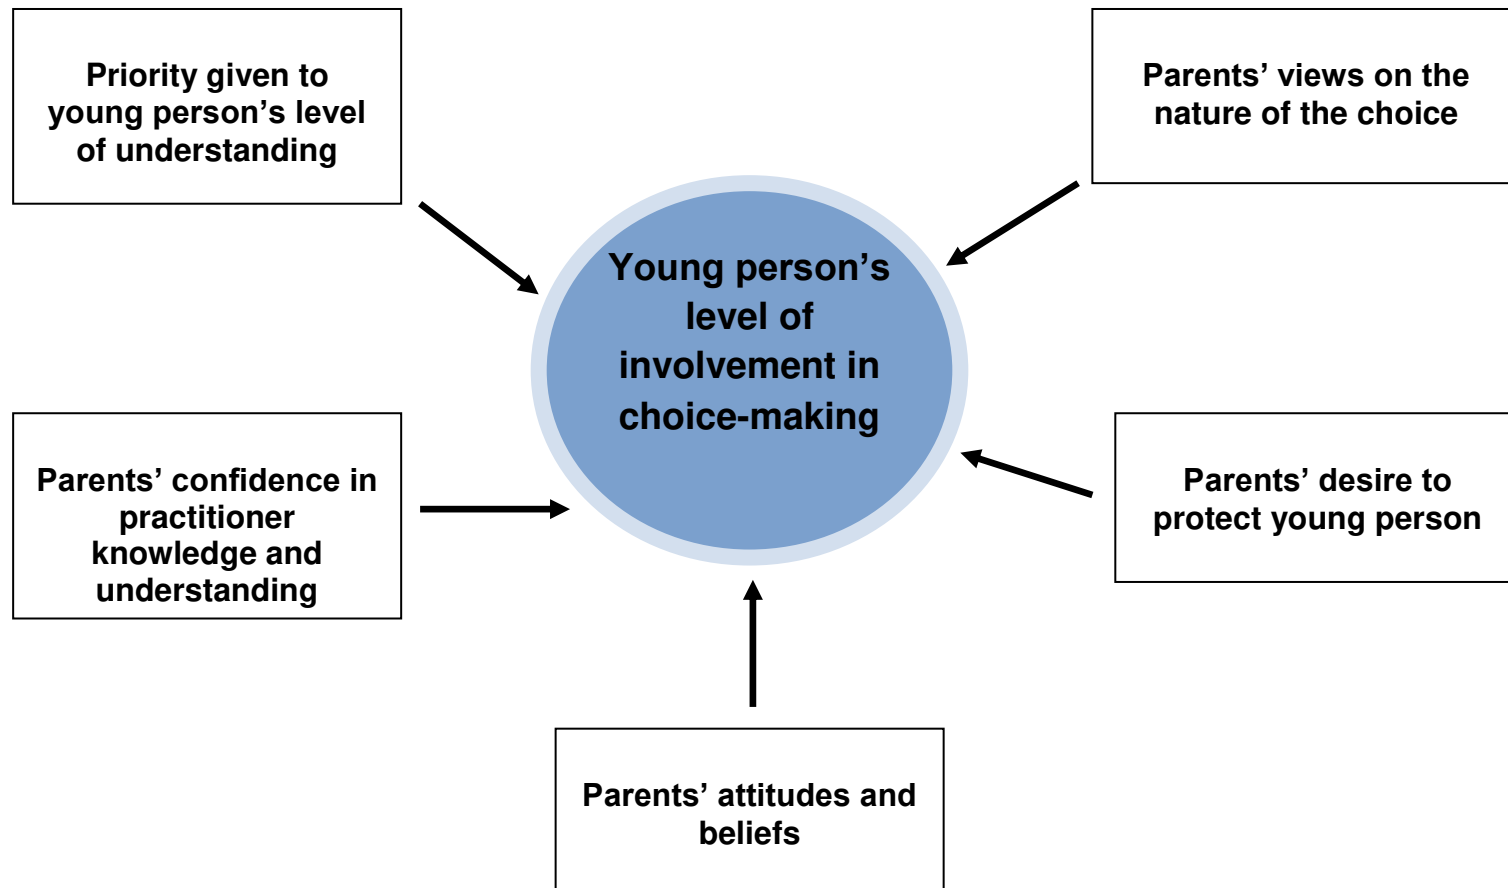 Priority given to
young person’s level
of understanding
Parents’ views on the
nature of the choice
Young person’s
level of
involvement in
choice-making
Parents’ confidence in
practitioner
knowledge and
understanding
Parents’ desire to
protect young person
Parents’ attitudes and
beliefs